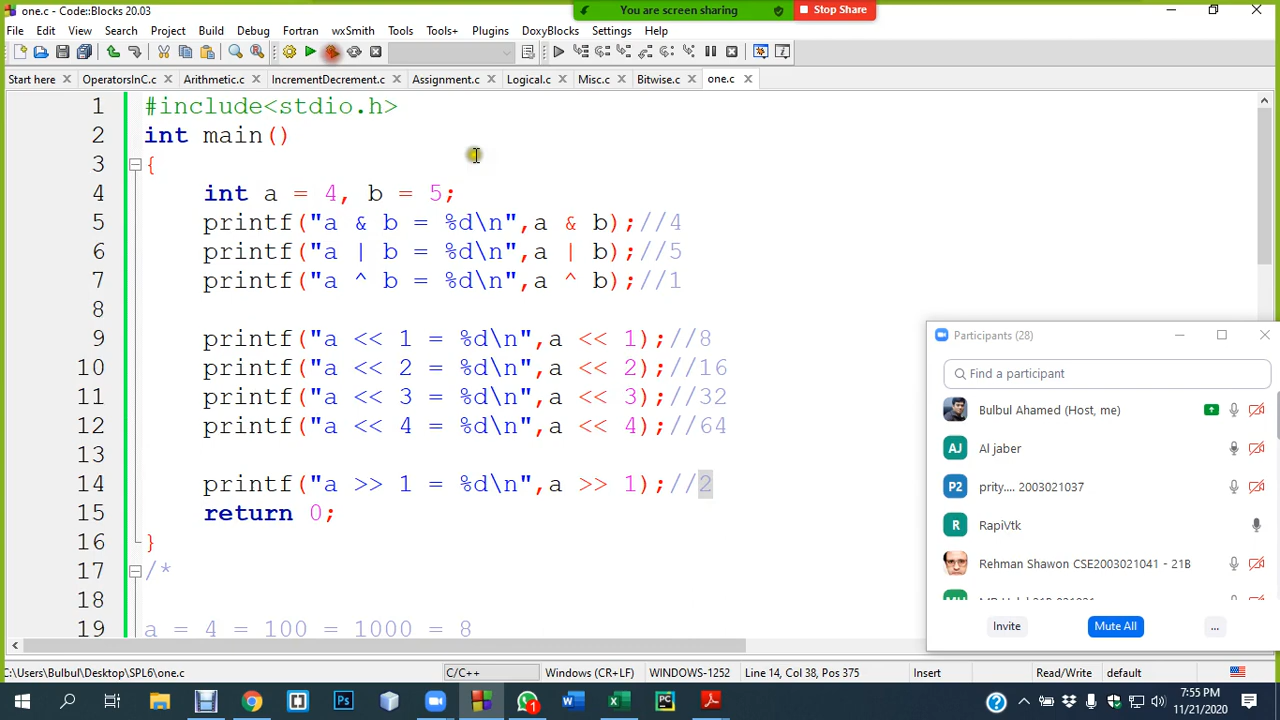 one.c - Code::Blocks 20.03
You are screen sharing
Stop Share
File Edit View Search Project Build Debug Fortran wxSmith Tools Tools+ Plugins DoxyBlocks Settings Help
Start here OperatorsInC.c Arithmetic.c IncrementDecrement.c Assignment.c Logical.c Misc.c Bitwise.c one.c
1 #include<stdio.h>
2 int main()
3 {
4 int a = 4, b = 5;
5 printf("a & b = %d\n",a & b);//4
6 printf("a | b = %d\n",a | b);//5
7 printf("a ^ b = %d\n",a ^ b);//1
8
9 printf("a << 1 = %d\n",a << 1);//8
10 printf("a << 2 = %d\n",a << 2);//16
11 printf("a << 3 = %d\n",a << 3);//32
12 printf("a << 4 = %d\n",a << 4);//64
13
14 printf("a >> 1 = %d\n",a >> 1);//2
15 return 0;
16 }
17 /*
18
19 a = 4 = 100 = 1000 = 8
Participants (28)
Find a participant
Bulbul Ahamed (Host, me)
AJ Al jaber
P2 prity.... 2003021037
R RapiVtk
Rehman Shawon CSE2003021041 - 21B
Invite Mute All ...
C:\Users\Bulbul\Desktop\SPL6\one.c C/C++ Windows (CR+LF) WINDOWS-1252 Line 14, Col 38, Pos 375 Insert Read/Write default
7:55 PM
11/21/2020